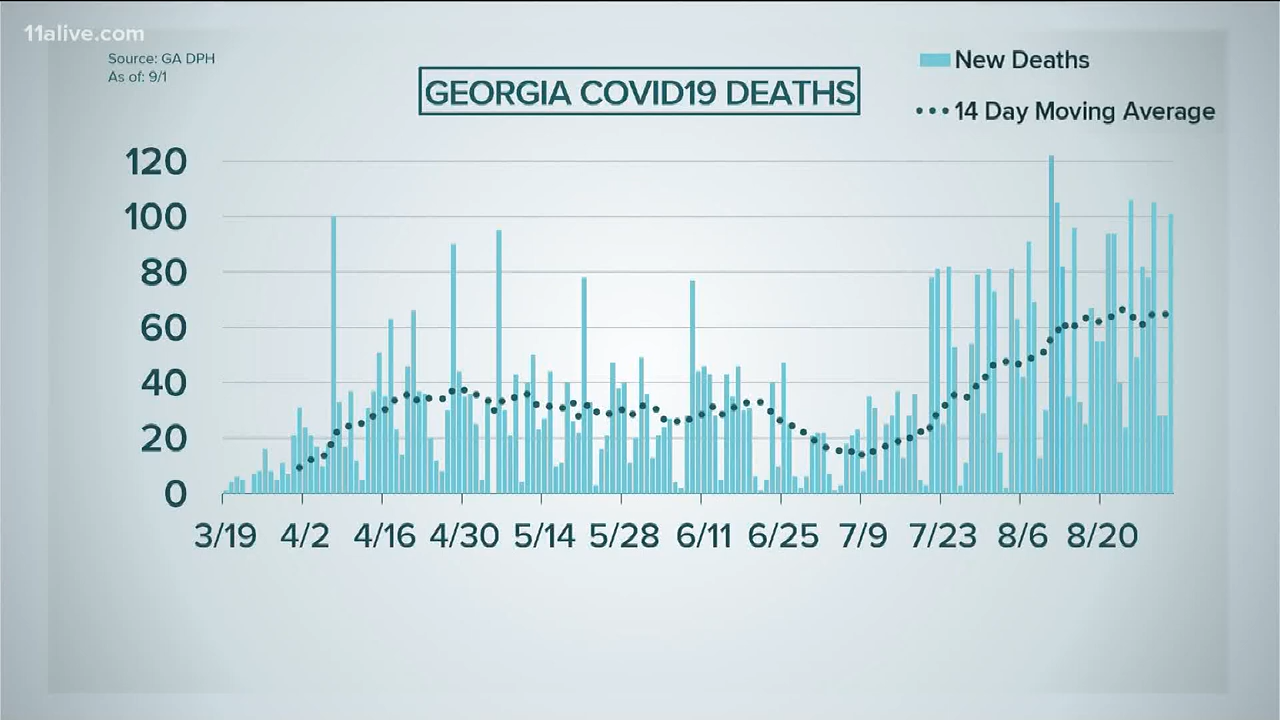 11alive.com
Source: GA DPH
As of: 9/1
GEORGIA COVID19 DEATHS
New Deaths
14 Day Moving Average
120
100
80
60
40
20
0
3/19 4/2 4/16 4/30 5/14 5/28 6/11 6/25 7/9 7/23 8/6 8/20